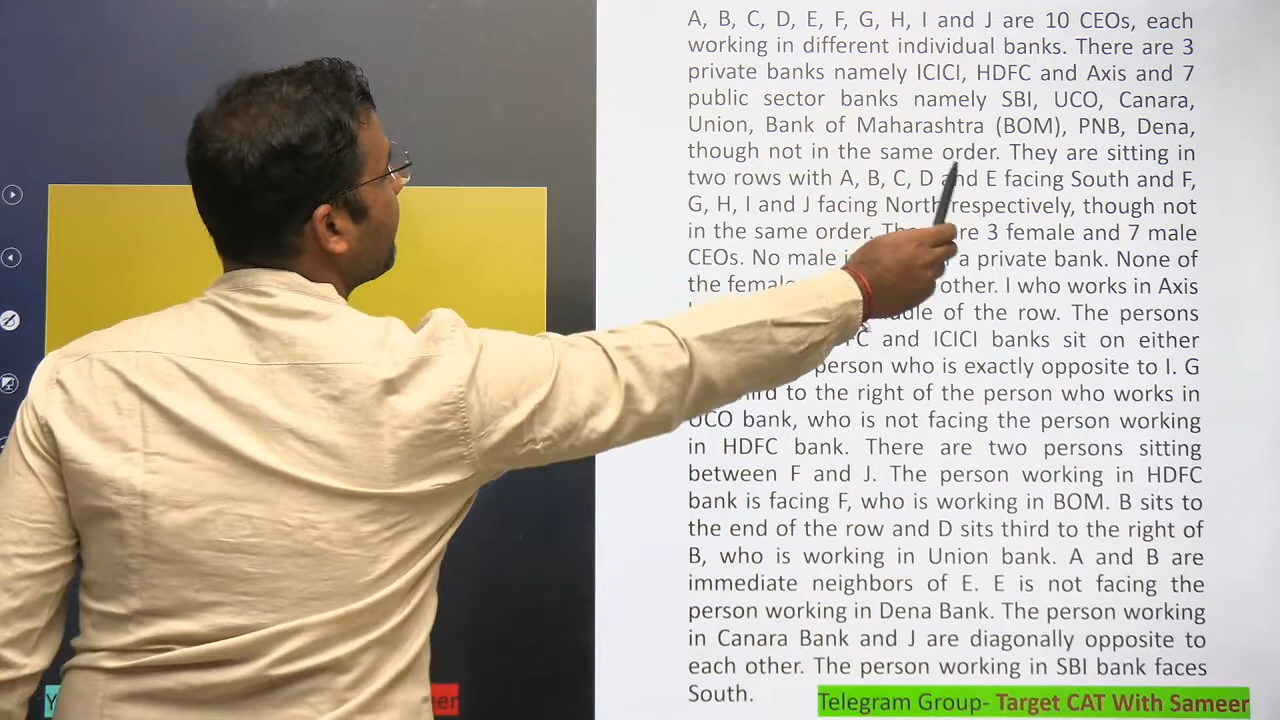 A, B, C, D, E, F, G, H, I and J are 10 CEOs, each
working in different individual banks. There are 3
private banks namely ICICI, HDFC and Axis and 7
public sector banks namely SBI, UCO, Canara,
Union, Bank of Maharashtra (BOM), PNB, Dena,
though not in the same order. They are sitting in
two rows with A, B, C, D and E facing South and F,
G, H, I and J facing North respectively, though not
in the same order. are 3 female and 7 male
CEOs. No male a private bank. None of
the other. I who works in Axis
of the row. The persons
and ICICI banks sit on either
person who is exactly opposite to I. G
to the right of the person who works in
UCO bank, who is not facing the person working
in HDFC bank. There are two persons sitting
between F and J. The person working in HDFC
bank is facing F, who is working in BOM. B sits to
the end of the row and D sits third to the right of
B, who is working in Union bank. A and B are
immediate neighbors of E. E is not facing the
person working in Dena Bank. The person working
in Canara Bank and J are diagonally opposite to
each other. The person working in SBI bank faces
South.
Telegram Group- Target CAT With Sameer